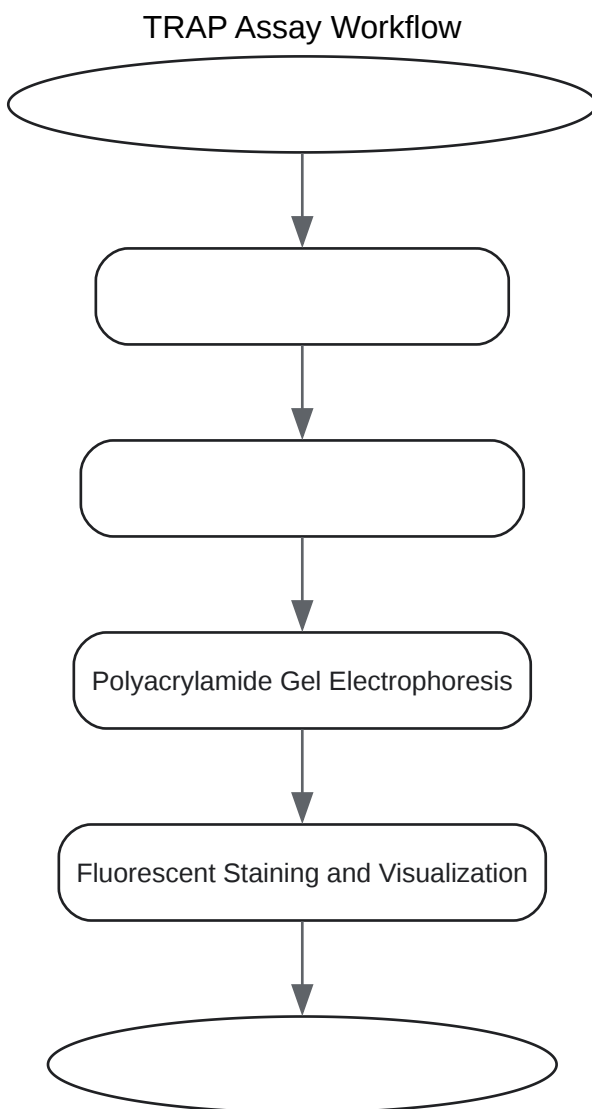 TRAP Assay Workflow
Polyacrylamide Gel Electrophoresis
Fluorescent Staining and Visualization